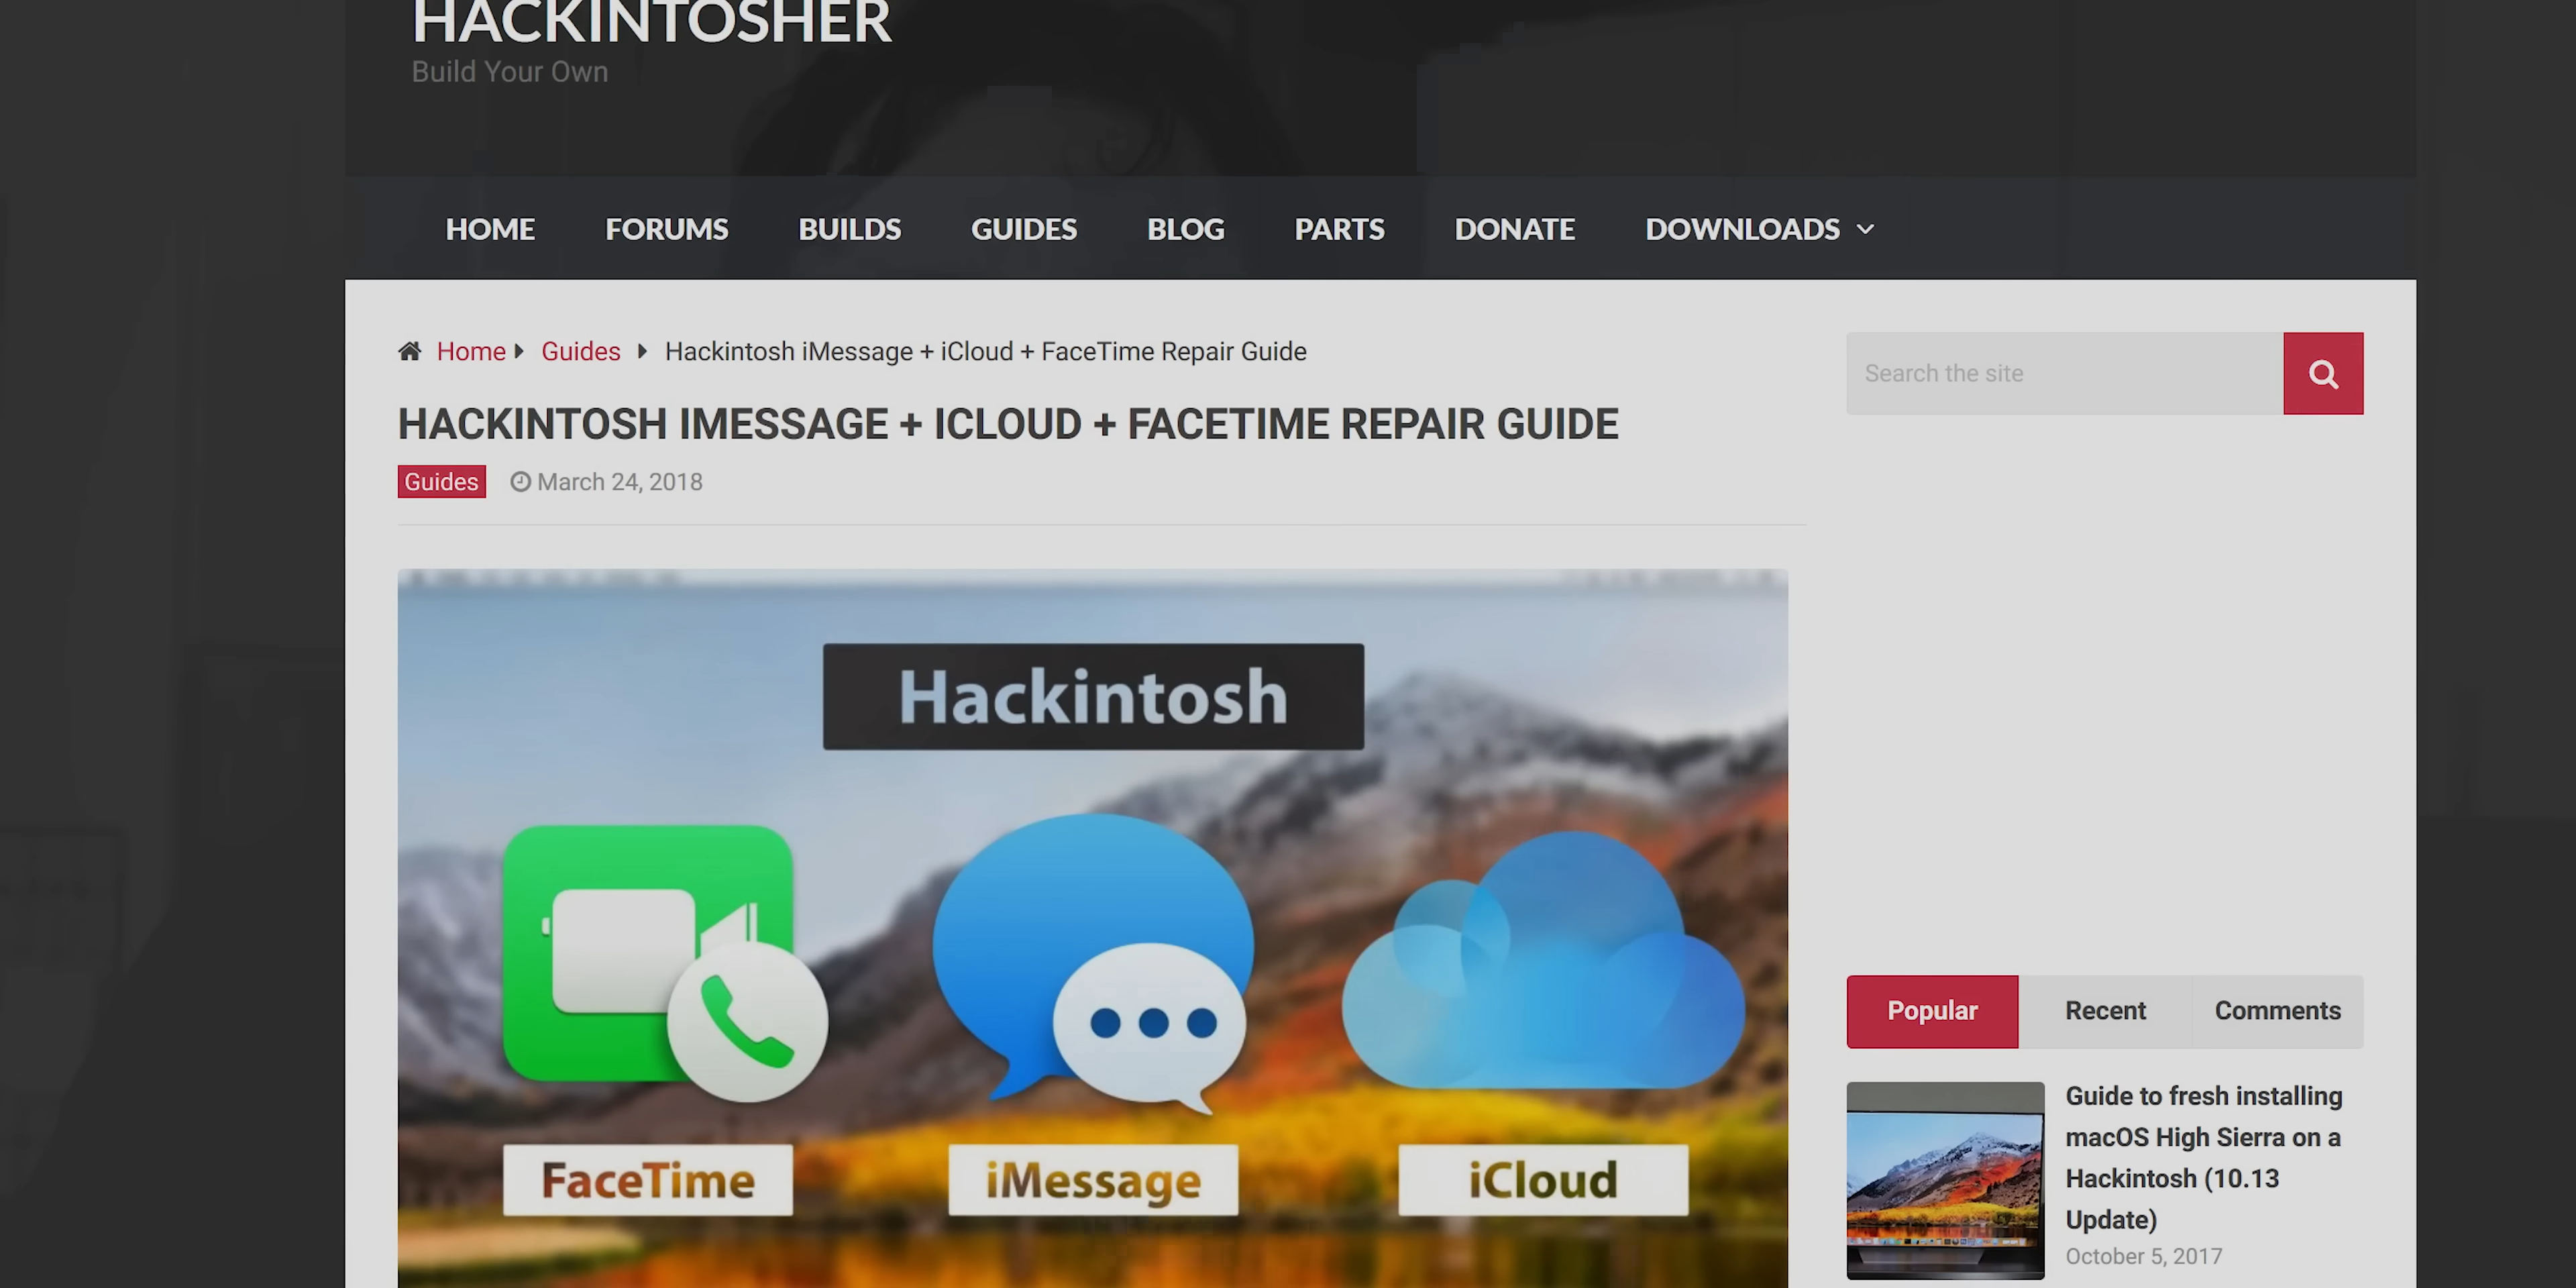 HACKINTOSHER
Build Your Own
HOME FORUMS BUILDS GUIDES BLOG PARTS DONATE DOWNLOADS
Home Guides Hackintosh iMessage + iCloud + FaceTime Repair Guide
HACKINTOSH IMESSAGE + ICLOUD + FACETIME REPAIR GUIDE
Guides March 24, 2018
Search the site
Hackintosh
FaceTime iMessage iCloud
Popular Recent Comments
Guide to fresh installing
macOS High Sierra on a
Hackintosh (10.13
Update)
October 5, 2017